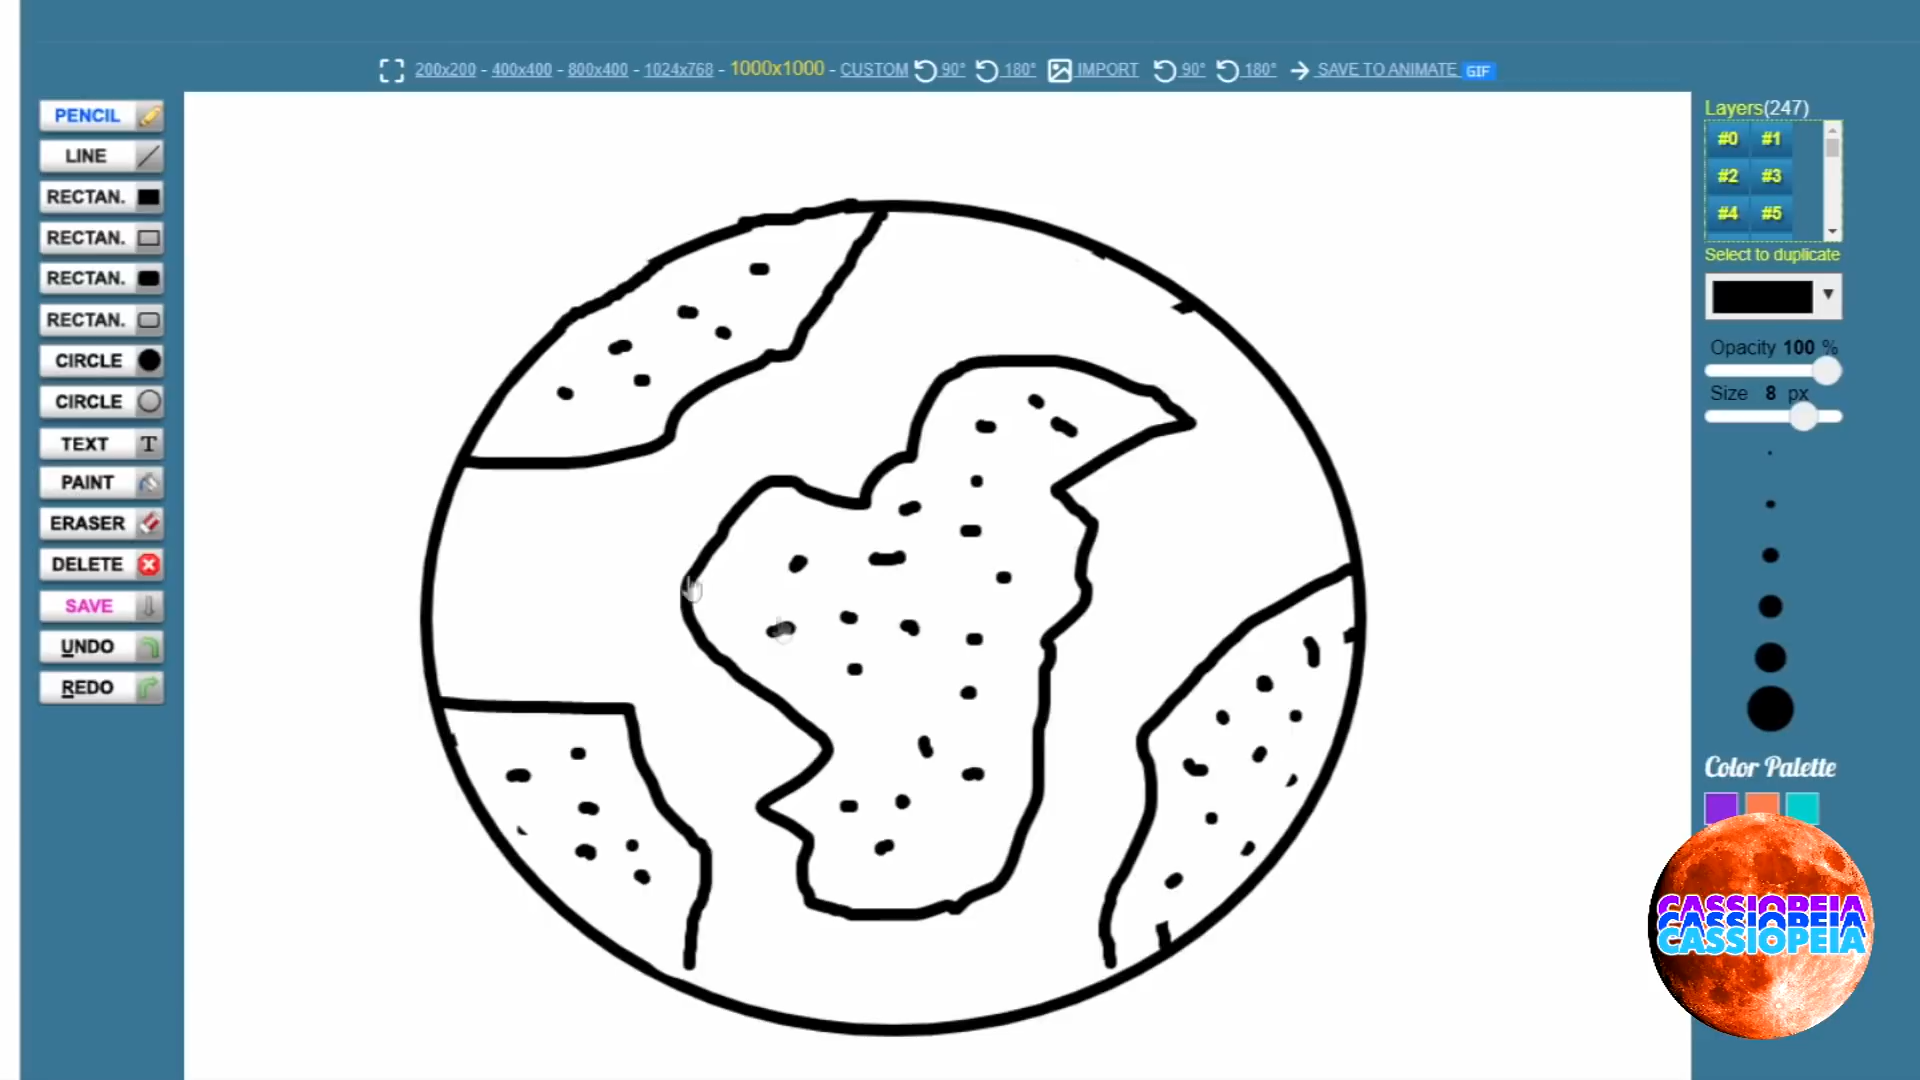 200x200 - 400x400 - 800x400 - 1024x768 - 1000x1000 - CUSTOM 90° 180° IMPORT 90° 180° SAVE TO ANIMATE GIF
PENCIL
LINE
RECTAN.
RECTAN.
RECTAN.
RECTAN.
CIRCLE
CIRCLE
TEXT T
PAINT
ERASER
DELETE
SAVE
UNDO
REDO
Layers(247)
#0 #1
#2 #3
#4 #5
Select to duplicate
Opacity 100 %
Size 8 px
Color Palette
CASSIOPEIA
CASSIOPEIA
CASSIOPEIA